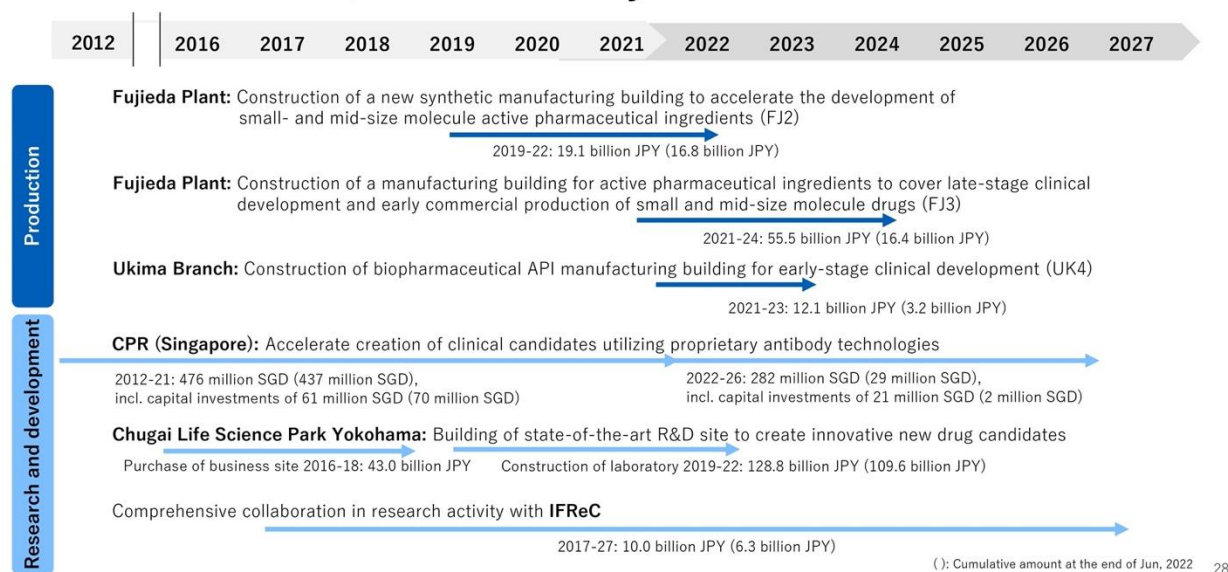 2012 2016 2017 2018 2019 2020 2021 2022 2023 2024 2025 2026 2027
Production
Fujieda Plant: Construction of a new synthetic manufacturing building to accelerate the development of
small- and mid-size molecule active pharmaceutical ingredients (FJ2)
2019-22: 19.1 billion JPY (16.8 billion JPY)
Fujieda Plant: Construction of a manufacturing building for active pharmaceutical ingredients to cover late-stage clinical
development and early commercial production of small and mid-size molecule drugs (FJ3)
2021-24: 55.5 billion JPY (16.4 billion JPY)
Ukima Branch: Construction of biopharmaceutical API manufacturing building for early-stage clinical development (UK4)
2021-23: 12.1 billion JPY (3.2 billion JPY)
Research and development
CPR (Singapore): Accelerate creation of clinical candidates utilizing proprietary antibody technologies
2012-21: 476 million SGD (437 million SGD),
incl. capital investments of 61 million SGD (70 million SGD)
2022-26: 282 million SGD (29 million SGD),
incl. capital investments of 21 million SGD (2 million SGD)
Chugai Life Science Park Yokohama: Building of state-of-the-art R&D site to create innovative new drug candidates
Purchase of business site 2016-18: 43.0 billion JPY
Construction of laboratory 2019-22: 128.8 billion JPY (109.6 billion JPY)
Comprehensive collaboration in research activity with IFReC
2017-27: 10.0 billion JPY (6.3 billion JPY)
( ): Cumulative amount at the end of Jun, 2022
28